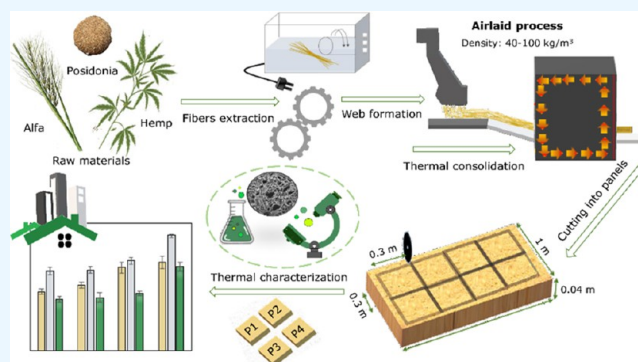 Posidonia
Alfa
Hemp
Raw materials
Fibers extraction
Web formation
Airlaid process
Density: 40-100 kg/m³
Thermal consolidation
Cutting into panels
0.3 m
0.3 m
1 m
0.04 m
Thermal characterization
P1
P2
P3
P4